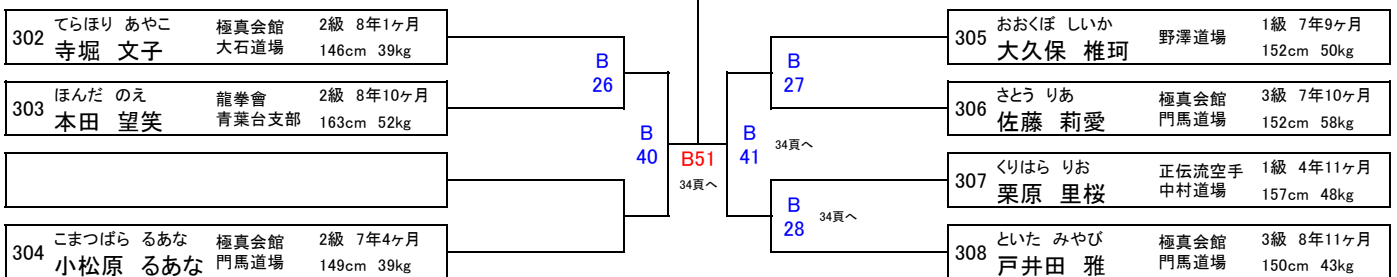 302
てらほり あやこ
寺堀 文子
極真会館
大石道場
2級 8年1ヶ月
146cm 39kg
303
ほんだ のえ
本田 望笑
龍拳會
青葉台支部
2級 8年10ヶ月
163cm 52kg
304
こまつばら るあな
小松原 るあな
極真会館
門馬道場
2級 7年4ヶ月
149cm 39kg
B
26
B
40
B51
34頁へ
B
41
34頁へ
B
27
B
28
34頁へ
305
おおくぼ しいか
大久保 椎珂
野澤道場
1級 7年9ヶ月
152cm 50kg
306
さとう りあ
佐藤 莉愛
極真会館
門馬道場
3級 7年10ヶ月
152cm 58kg
307
くりはら りお
栗原 里桜
正伝流空手
中村道場
1級 4年11ヶ月
157cm 48kg
308
といた みやび
戸井田 雅
極真会館
門馬道場
3級 8年11ヶ月
150cm 43kg